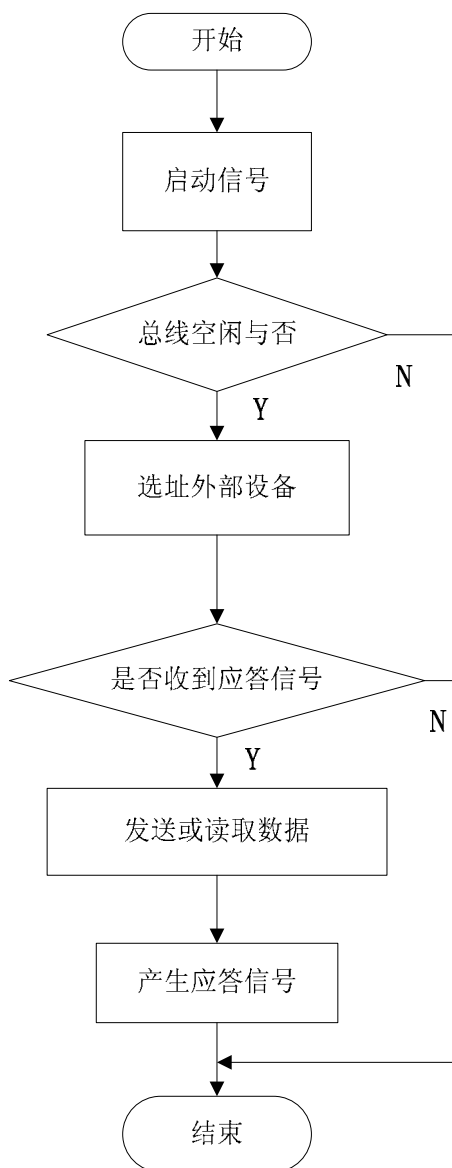 开始
启动信号
总线空闲与否
N
Y
选址外部设备
是否收到应答信号
N
Y
发送或读取数据
产生应答信号
结束